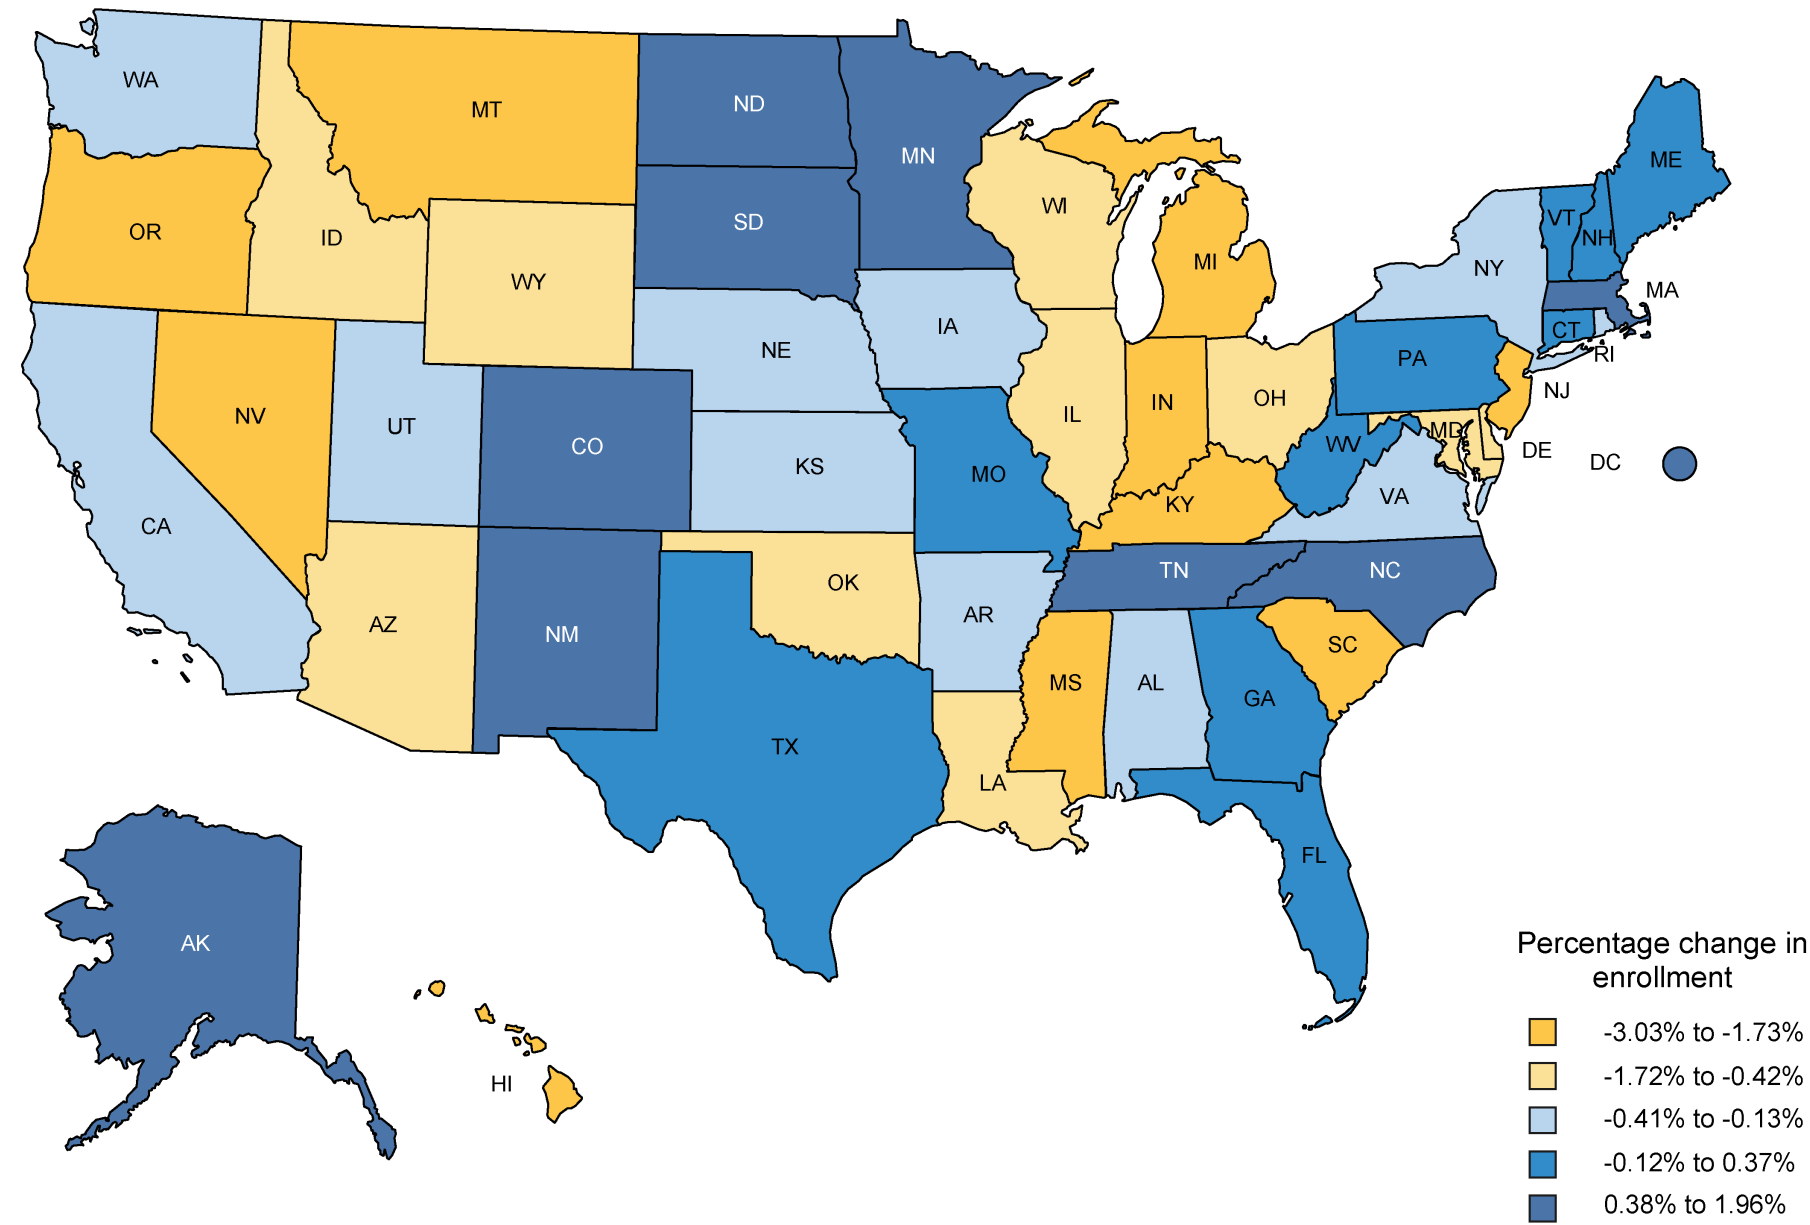 WA
MT
ND
MN
ME
OR
ID
SD
WI
VT
NH
WY
MI
NY
MA
IA
CT
NE
PA
RI
NV
UT
CO
KS
MO
IL
IN
OH
NJ
WV
MD
DE
DC
CA
KY
VA
AZ
NM
OK
AR
TN
NC
SC
MS
AL
GA
TX
LA
FL
AK
HI
Percentage change in
enrollment
-3.03% to -1.73%
-1.72% to -0.42%
-0.41% to -0.13%
-0.12% to 0.37%
0.38% to 1.96%